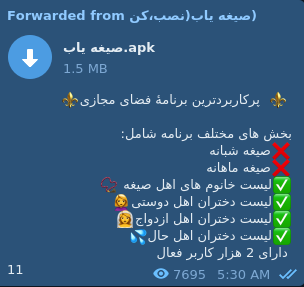 Forwarded from صیغه یاب(نصب،کن)
صیغه یاب.apk
1.5 MB
⚜️ پرکاربردترین برنامهٔ فضای مجازی⚜️
بخش های مختلف برنامه شامل:
❌صیغه شبانه
❌صیغه ماهانه
✅لیست خانوم های اهل صیغه 📿
✅لیست دختران اهل دوستی🙍‍♀️
✅لیست دختران اهل ازدواج👰
✅لیست دختران اهل حال💦
دارای 2 هزار کاربر فعال
11
7695 5:30 AM